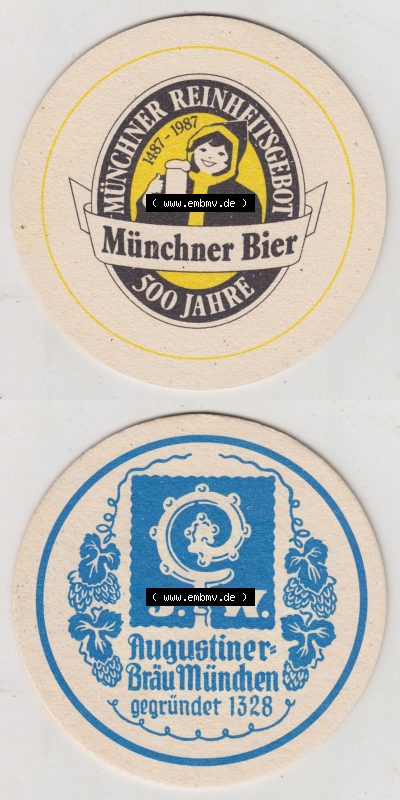 MÜNCHNER REINHEITSGEBOT
1487-1987
( www.embmv.de )
Münchner Bier
500 JAHRE
( www.embmv.de )
Augustiner=
Bräu München
gegründet 1328